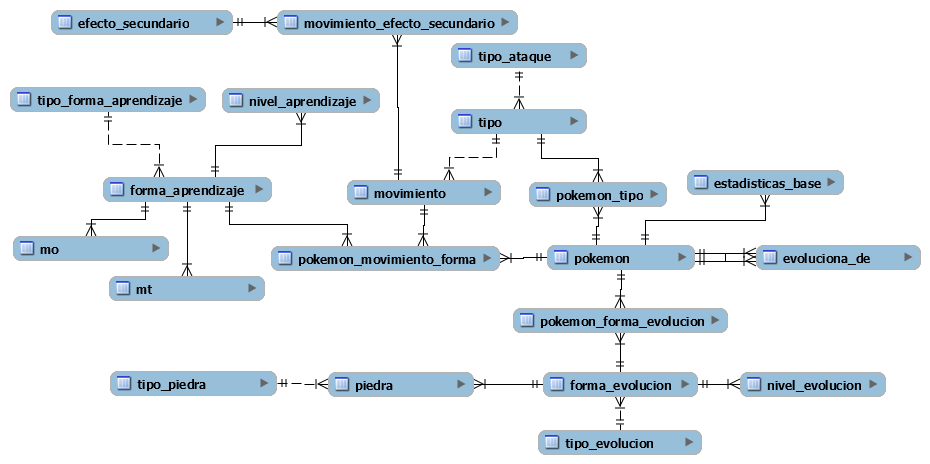 efecto_secundario
movimiento_efecto_secundario
tipo_ataque
tipo_forma_aprendizaje
nivel_aprendizaje
tipo
forma_aprendizaje
movimiento
pokemon_tipo
estadisticas_base
mo
pokemon_movimiento_forma
pokemon
evoluciona_de
mt
pokemon_forma_evolucion
tipo_piedra
piedra
forma_evolucion
nivel_evolucion
tipo_evolucion